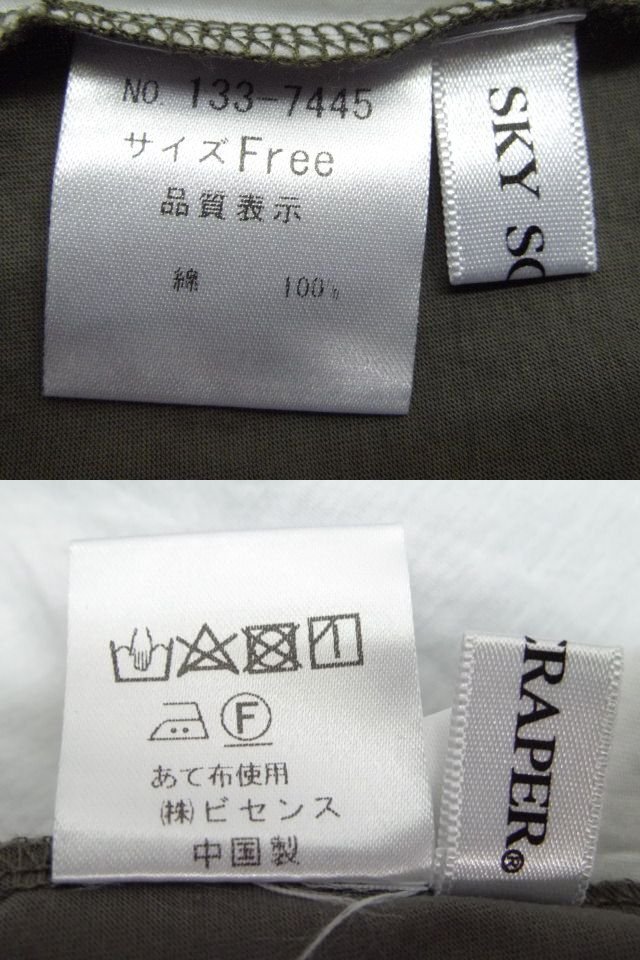 NO. 133-7445
サイズFree
品質表示
綿 100%
SKY SC
F
あて布使用
(株)ビセンス
中国製
CRAPER®